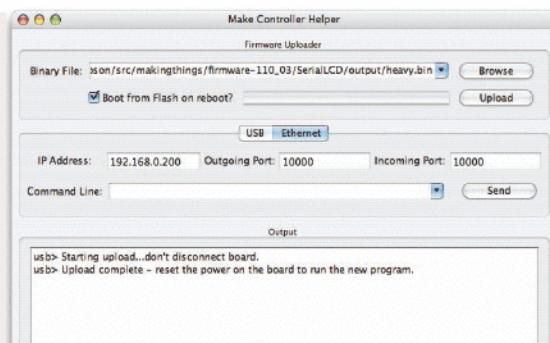 Make Controller Helper
Firmware Uploader
Binary File: son/src/makingthings/firmware-110_03/SerialLCD/output/heavy.bin Browse
Boot from Flash on reboot? Upload
USB Ethernet
IP Address: 192.168.0.200 Outgoing Port: 10000 Incoming Port: 10000
Command Line: Send
Output
usb> Starting upload...don't disconnect board.
usb> Upload complete - reset the power on the board to run the new program.